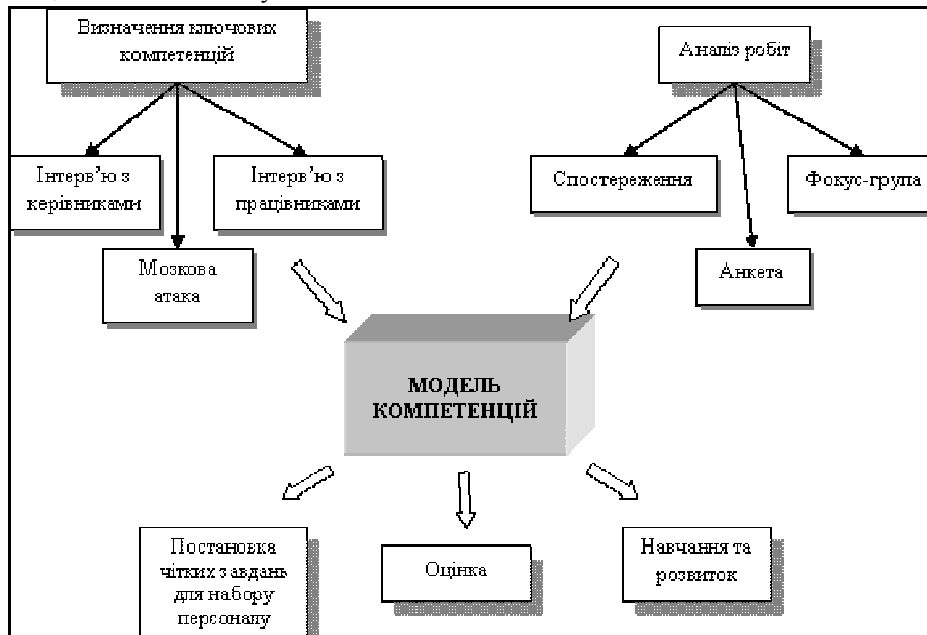 Визначення ключових
компетенцій
Аналіз робіт
Інтерв’ю з
керівниками
Інтерв’ю з
працівниками
Спостереження
Фокус-група
Мозкова
атака
Анкета
МОДЕЛЬ
КОМПЕТЕНЦІЙ
Постановка
чітких завдань
для набору
персоналу
Оцінка
Навчання та
розвиток